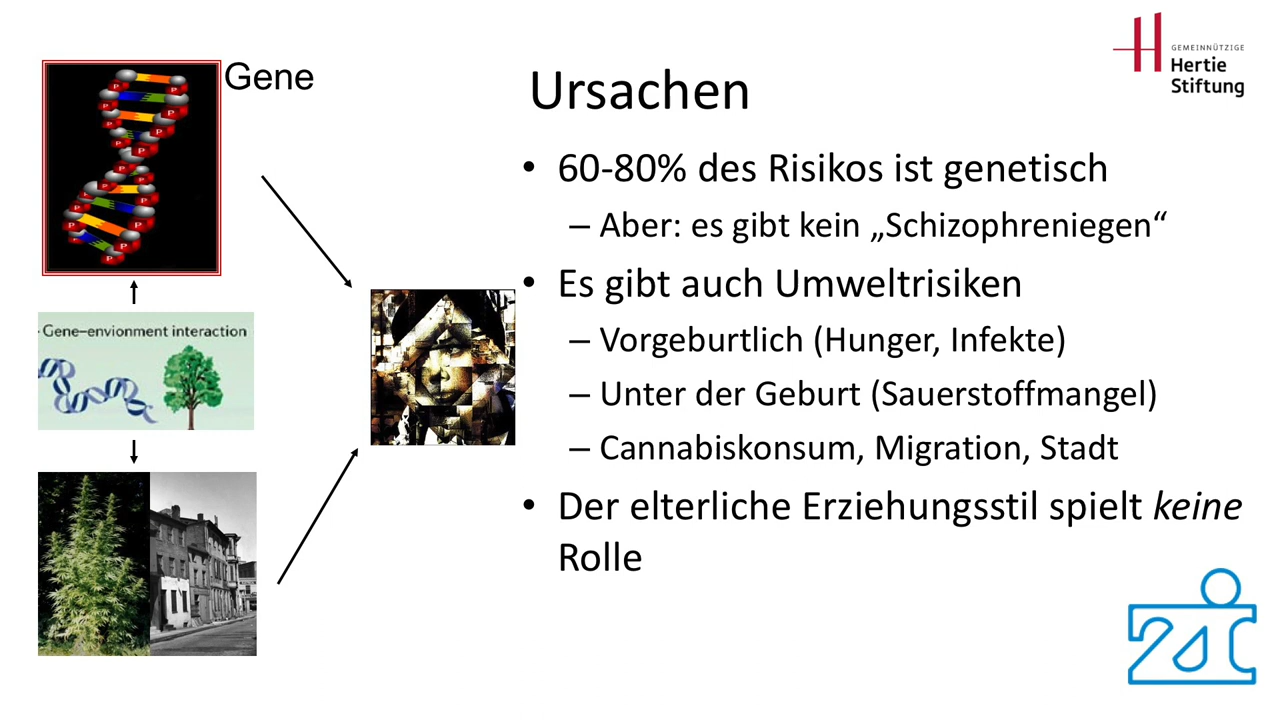 Gene
Ursachen
GEMEINNÜTZIGE
Hertie
Stiftung
• 60-80% des Risikos ist genetisch
– Aber: es gibt kein „Schizophreniegen“
• Es gibt auch Umweltrisiken
– Vorgeburtlich (Hunger, Infekte)
– Unter der Geburt (Sauerstoffmangel)
– Cannabiskonsum, Migration, Stadt
• Der elterliche Erziehungsstil spielt keine
Rolle
Gene–envionment interaction
P
P
P
P
P
P
P
P
P
P
P
P